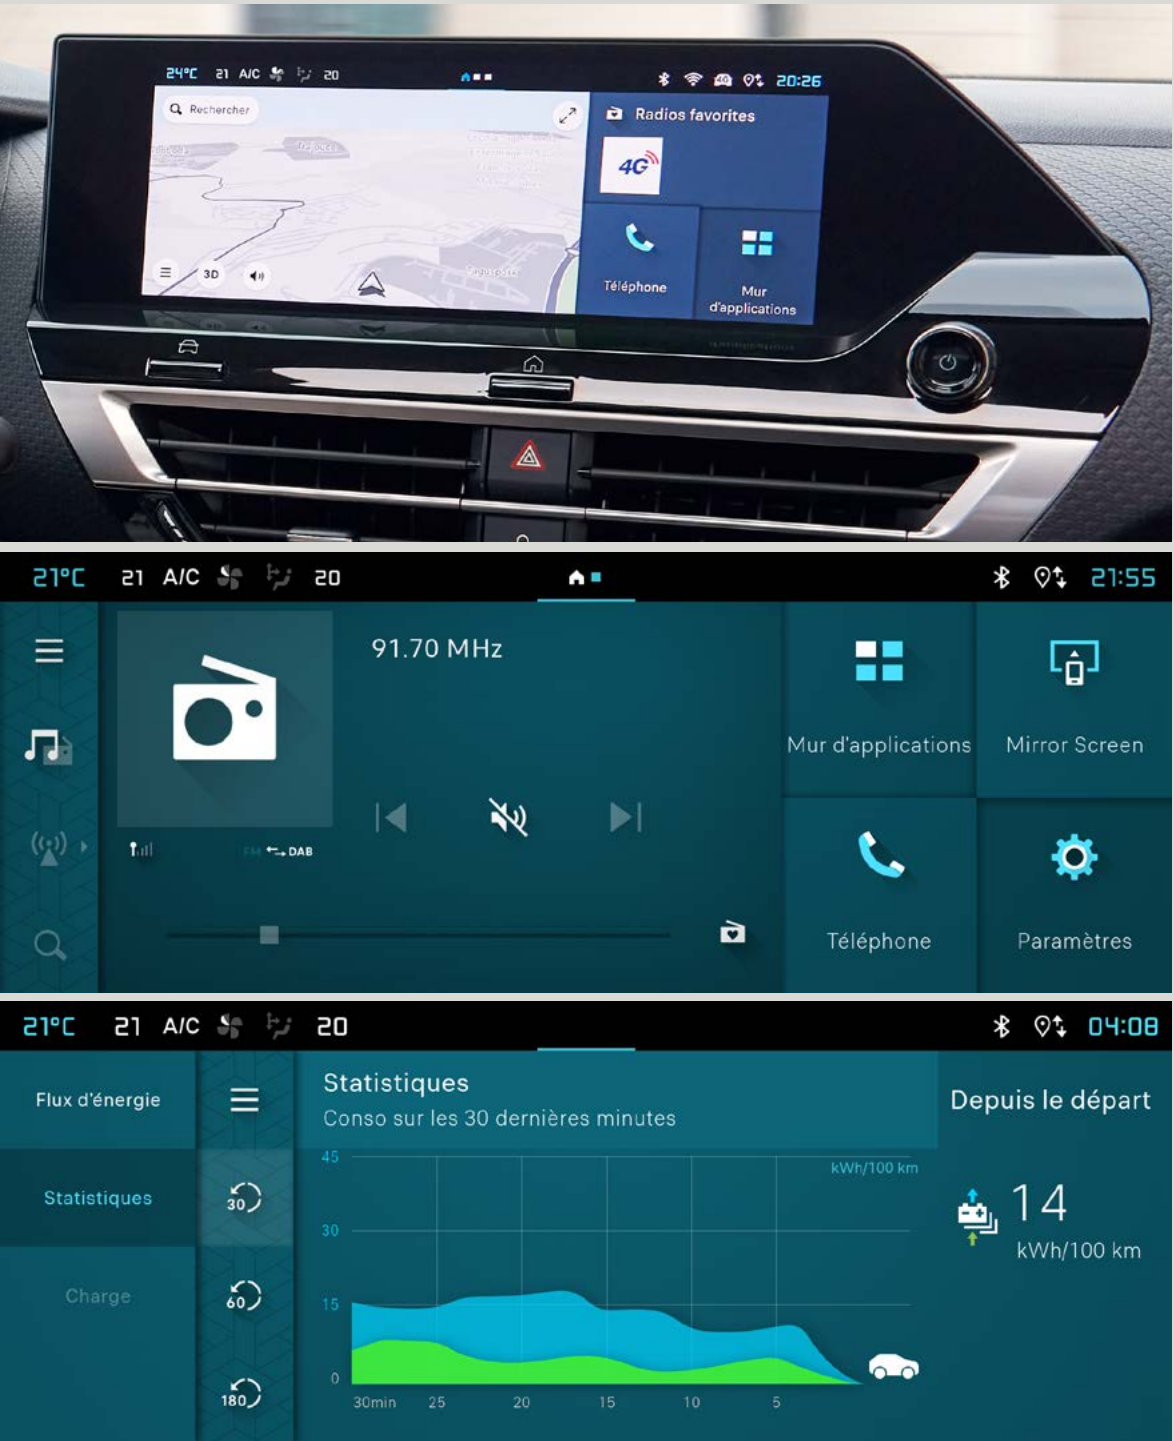 24°C 21 A/C 20 4G 20:26
Rechercher
Radios favorites
4G
3D
Taguspark
Téléphone
Mur
d'applications
21°C 21 A/C 20 21:55
91.70 MHz
FM DAB
Mur d'applications
Mirror Screen
Téléphone
Paramètres
21°C 21 A/C 20 04:08
Flux d'énergie
Statistiques
Charge
30
60
180
Statistiques
Conso sur les 30 dernières minutes
kWh/100 km
45
30
15
0
30min 25 20 15 10 5
Depuis le départ
14
kWh/100 km